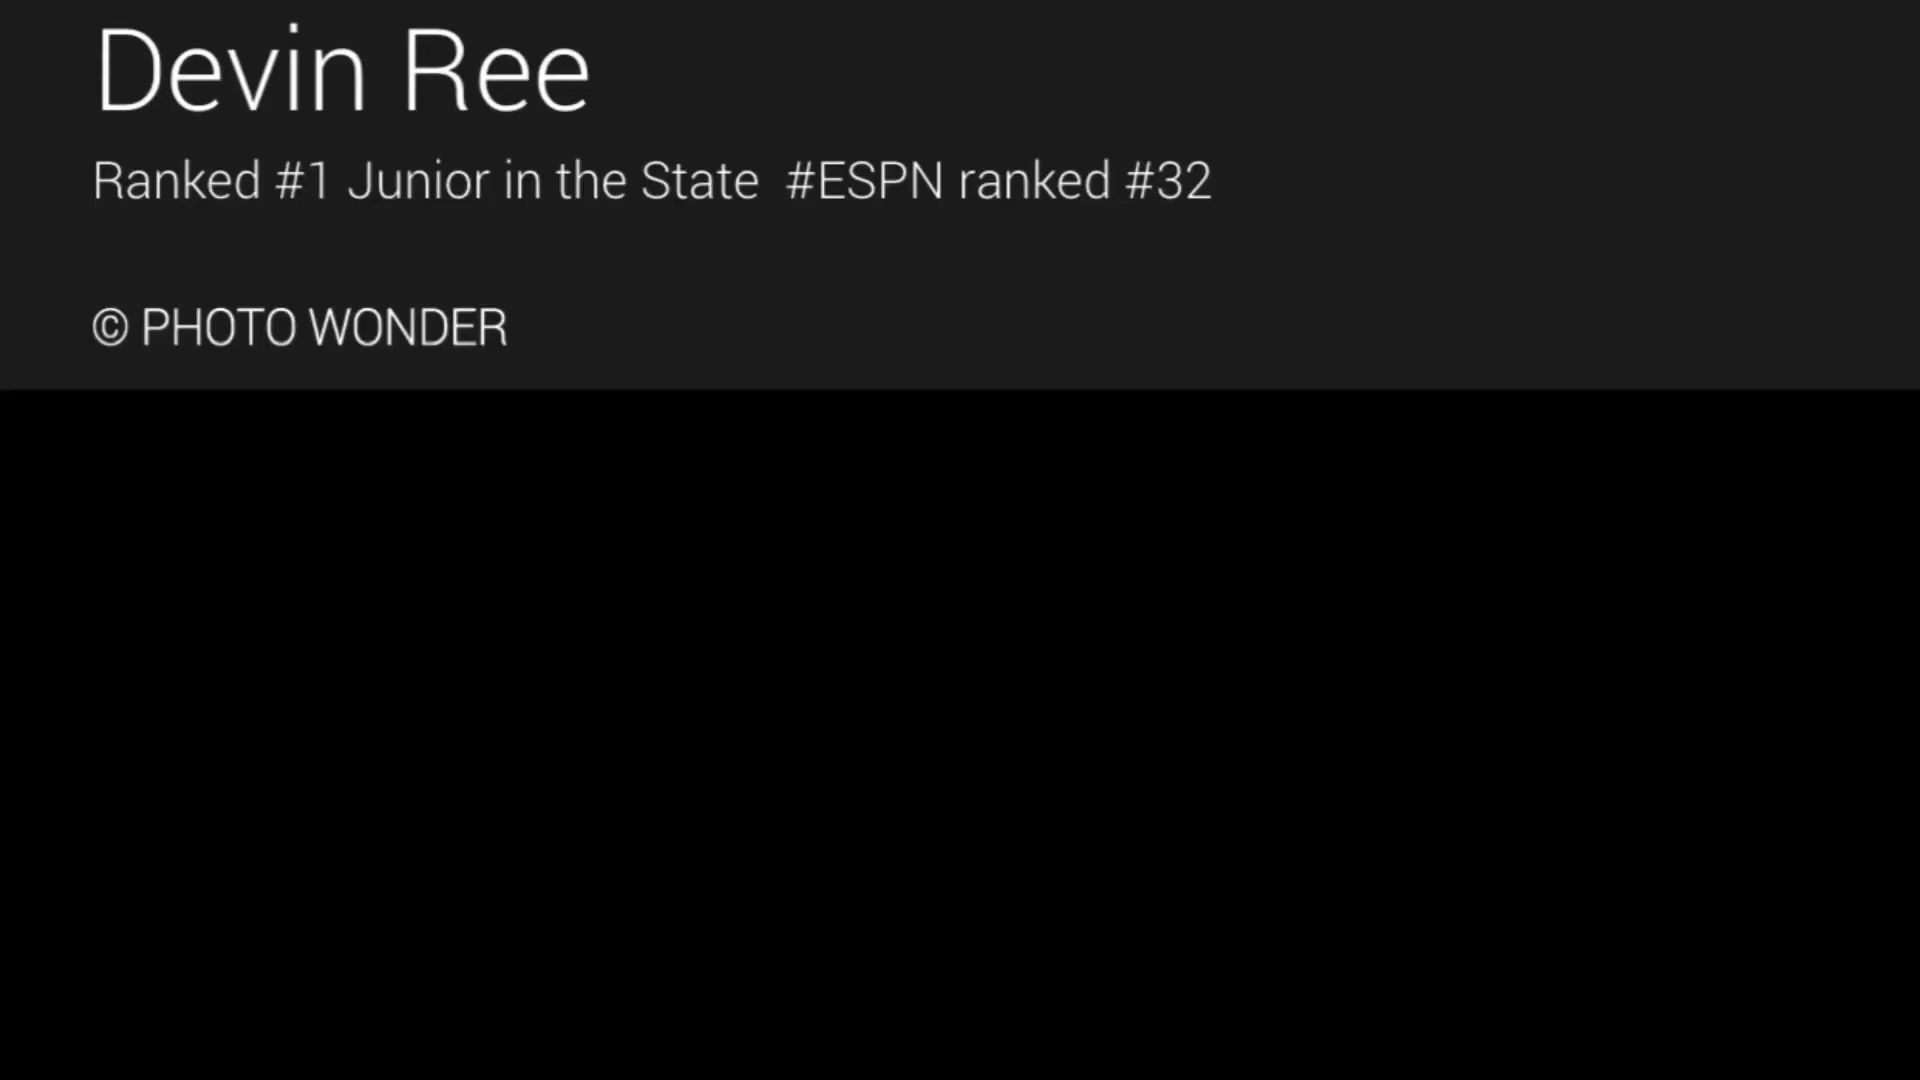 Devin Ree
Ranked #1 Junior in the State  #ESPN ranked #32
© PHOTO WONDER